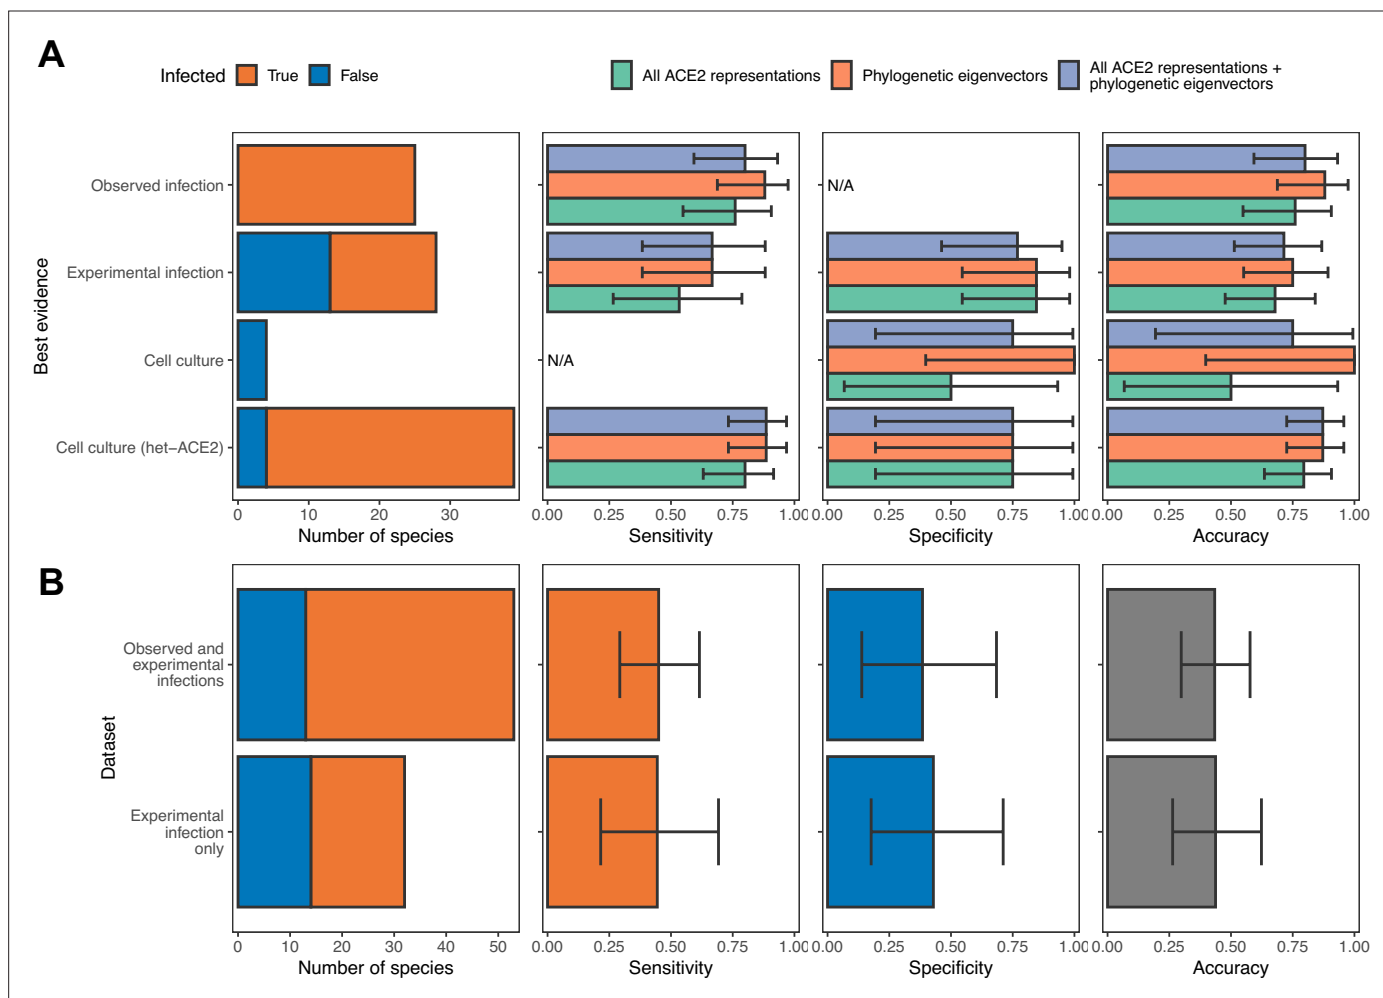 A
Infected True False
All ACE2 representations Phylogenetic eigenvectors All ACE2 representations +
phylogenetic eigenvectors
Best evidence
Observed infection
Experimental infection
Cell culture
Cell culture (het−ACE2)
N/A
N/A
0 10 20 30
0.00 0.25 0.50 0.75 1.00
0.00 0.25 0.50 0.75 1.00
0.00 0.25 0.50 0.75 1.00
Number of species Sensitivity Specificity Accuracy
B
Dataset
Observed and
experimental
infections
Experimental
infection
only
0 10 20 30 40 50
0.00 0.25 0.50 0.75 1.00
0.00 0.25 0.50 0.75 1.00
0.00 0.25 0.50 0.75 1.00
Number of species Sensitivity Specificity Accuracy